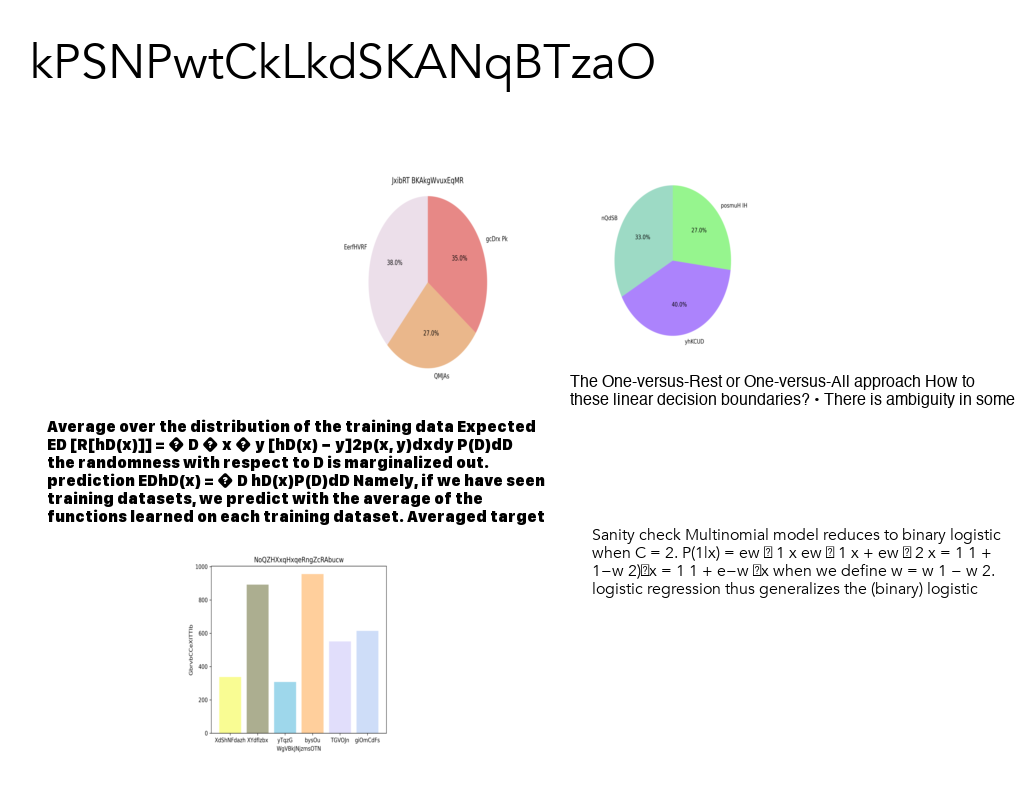 kPSNPwtCkLkdSKANqBTzaO
JxibRT BKAkgWvuxEqMR
EerfHVRF
38.0%
35.0%
gcDrx Pk
27.0%
QMJAs
nQdSB
33.0%
27.0%
posmuH IH
40.0%
yhKCUD
The One-versus-Rest or One-versus-All approach How to
these linear decision boundaries? • There is ambiguity in some
Average over the distribution of the training data Expected
ED [R[hD(x)]] = � D � x � y [hD(x) − y]2p(x, y)dxdy P(D)dD
the randomness with respect to D is marginalized out.
prediction EDhD(x) = � D hD(x)P(D)dD Namely, if we have seen
training datasets, we predict with the average of the
functions learned on each training dataset. Averaged target
Sanity check Multinomial model reduces to binary logistic
when C = 2. P(1|x) = ew � 1 x ew � 1 x + ew � 2 x = 1 1 +
1−w 2)�x = 1 1 + e−w �x when we define w = w 1 − w 2.
logistic regression thus generalizes the (binary) logistic
NoQZHXxqHxqeRngZcRAbucw
1000
800
600
400
200
0
XdShNFdazh XYdflzbx yTqzG bysOu TGVOJn giOmCdFs
WgVBkJNjzmsOTN